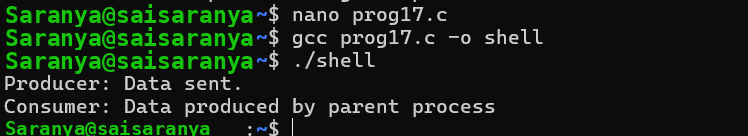 Saranya@saisaranya~$ nano prog17.c
Saranya@saisaranya~$ gcc prog17.c -o shell
Saranya@saisaranya~$ ./shell
Producer: Data sent.
Consumer: Data produced by parent process
Saranya@saisaranya   :~$